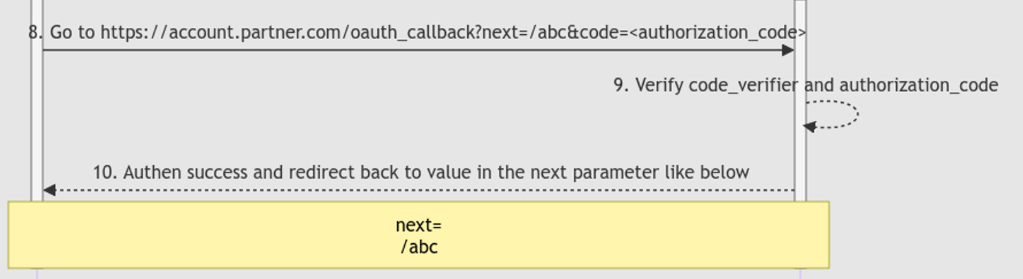 8. Go to https://account.partner.com/oauth_callback?next=/abc&code=<authorization_code>
9. Verify code_verifier and authorization_code
10. Authen success and redirect back to value in the next parameter like below
next=
/abc